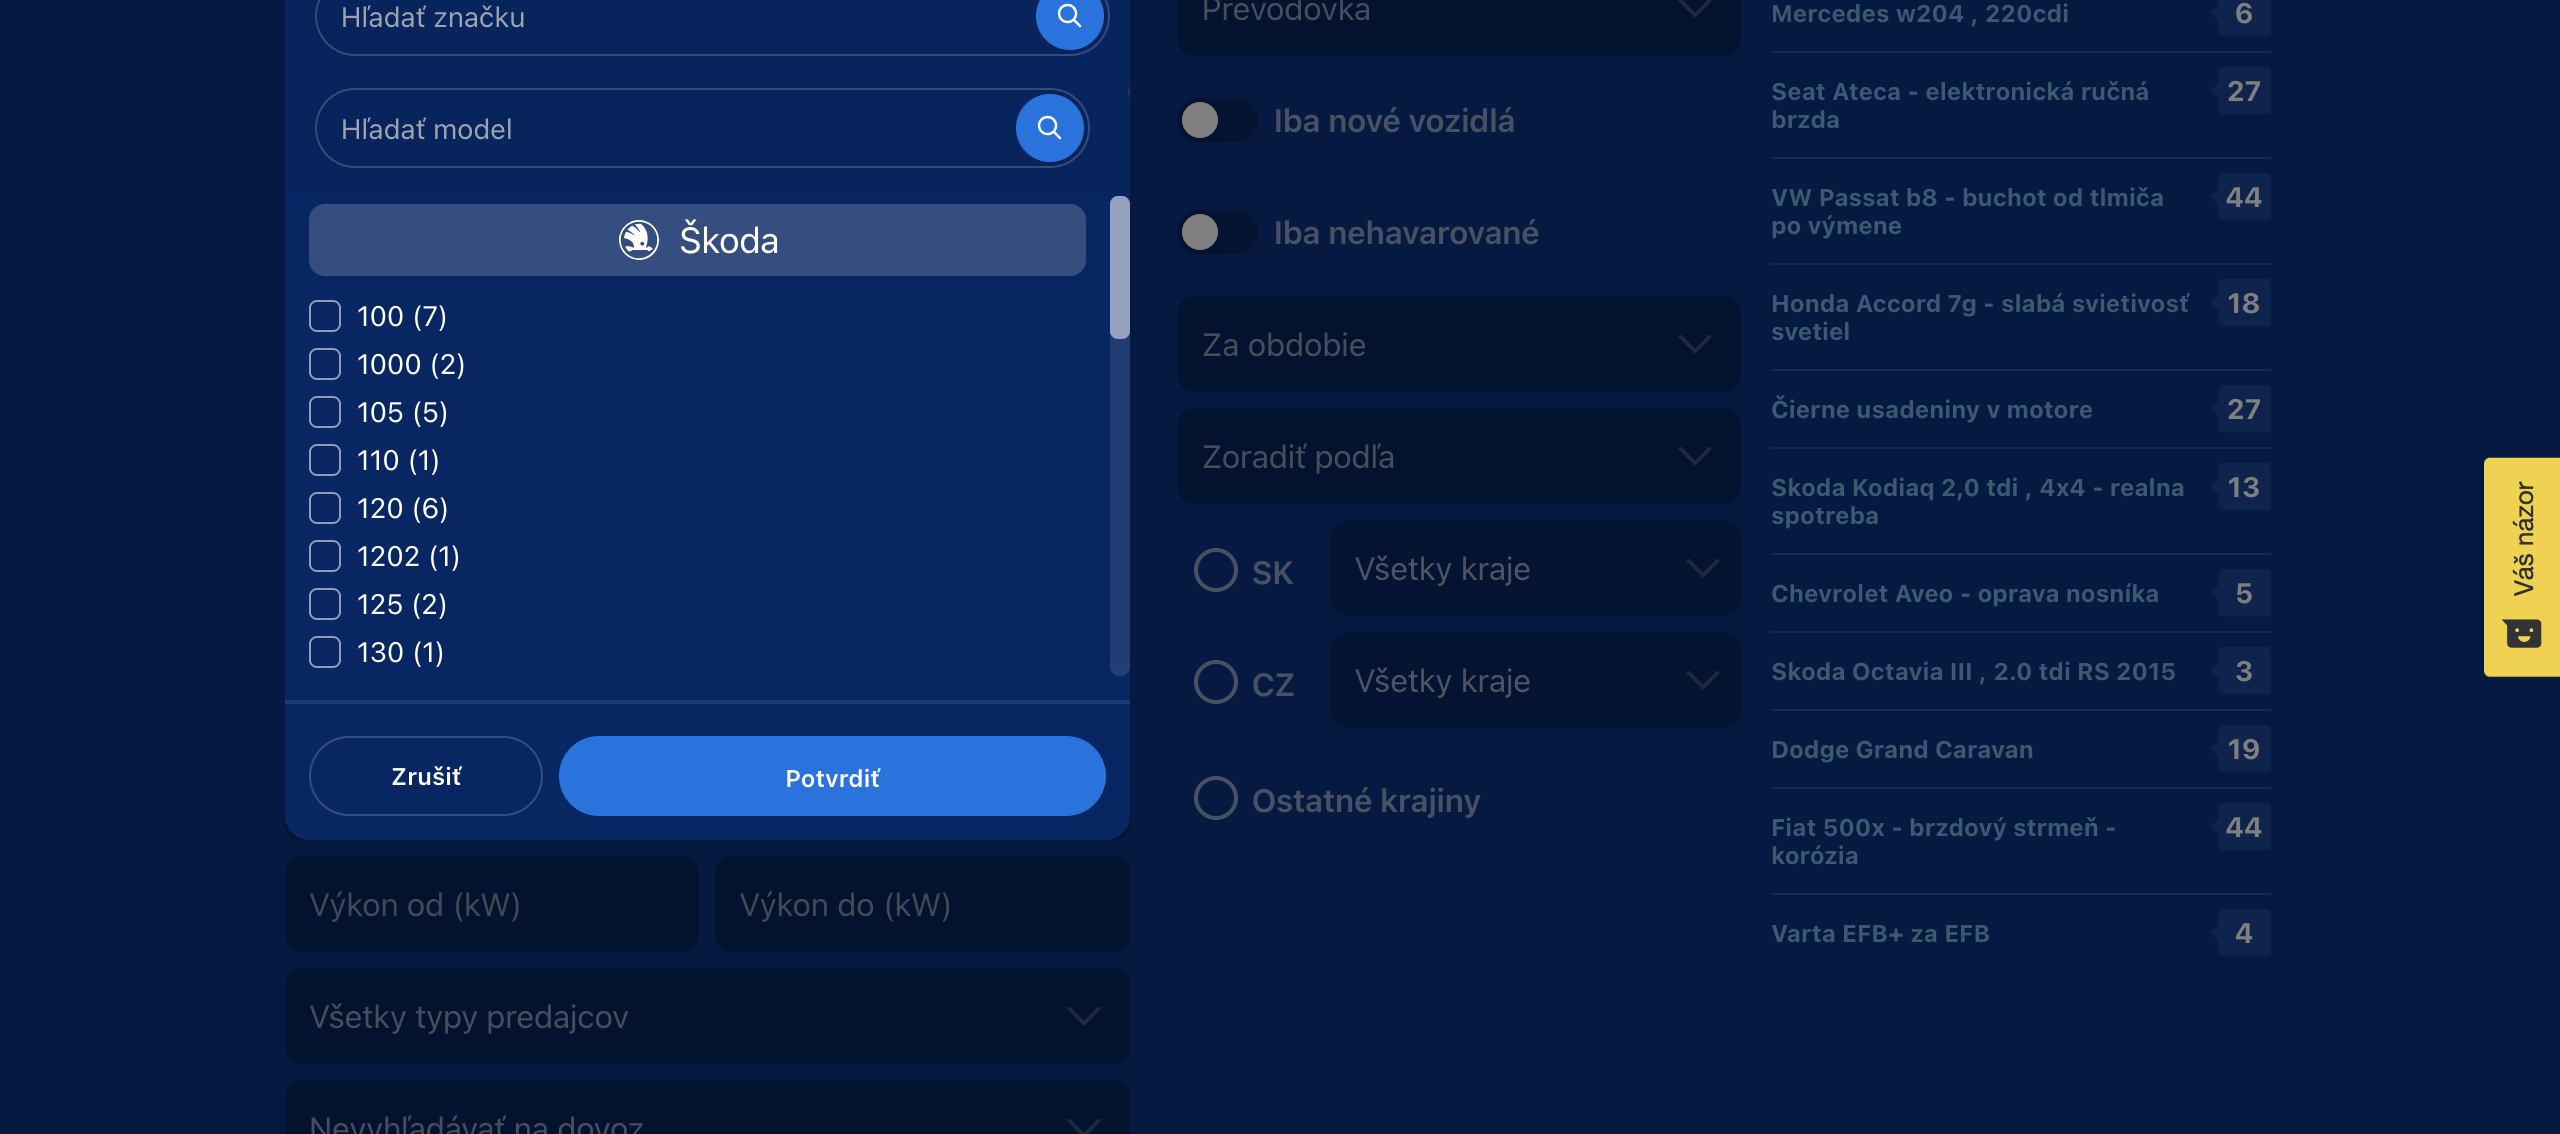 Hľadať značku
Hľadať model
Škoda
100 (7)
1000 (2)
105 (5)
110 (1)
120 (6)
1202 (1)
125 (2)
130 (1)
Zrušiť
Potvrdiť
Výkon od (kW)
Výkon do (kW)
Všetky typy predajcov
Nevyhľadávať na dovoz
Prevodovka
Iba nové vozidlá
Iba nehavarované
Za obdobie
Zoradiť podľa
SK
Všetky kraje
CZ
Všetky kraje
Ostatné krajiny
Mercedes w204 , 220cdi
6
Seat Ateca - elektronická ručná
brzda
27
VW Passat b8 - buchot od tlmiča
po výmene
44
Honda Accord 7g - slabá svietivosť
svetiel
18
Čierne usadeniny v motore
27
Skoda Kodiaq 2,0 tdi , 4x4 - realna
spotreba
13
Chevrolet Aveo - oprava nosníka
5
Skoda Octavia III , 2.0 tdi RS 2015
3
Dodge Grand Caravan
19
Fiat 500x - brzdový strmeň -
korózia
44
Varta EFB+ za EFB
4
Váš názor